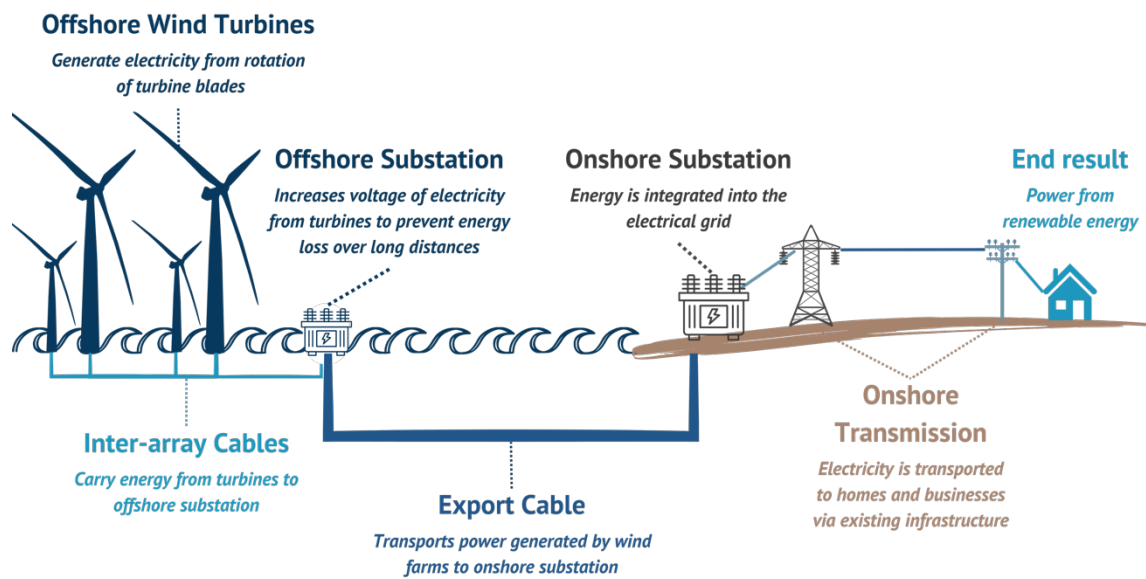 Offshore Wind Turbines
Generate electricity from rotation
of turbine blades
Offshore Substation
Increases voltage of electricity
from turbines to prevent energy
loss over long distances
Onshore Substation
Energy is integrated into the
electrical grid
End result
Power from
renewable energy
Inter-array Cables
Carry energy from turbines to
offshore substation
Export Cable
Transports power generated by wind
farms to onshore substation
Onshore
Transmission
Electricity is transported
to homes and businesses
via existing infrastructure